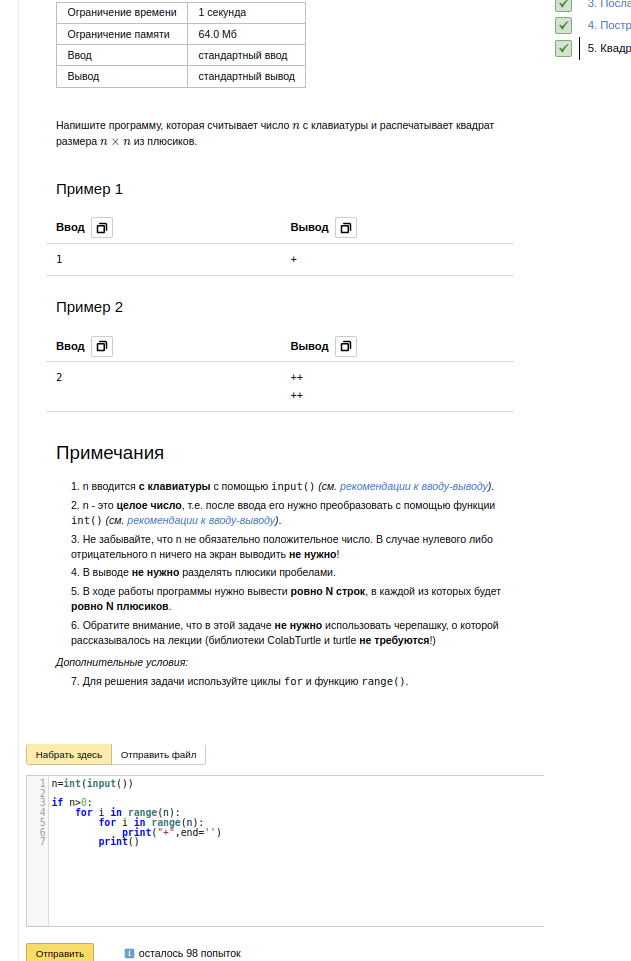 Ограничение времени 1 секунда
Ограничение памяти 64.0 Мб
Ввод стандартный ввод
Вывод стандартный вывод
3. Посла
4. Постр
5. Квадр
Напишите программу, которая считывает число n с клавиатуры и распечатывает квадрат
размера n × n из плюсиков.
Пример 1
Ввод Вывод
1 +
Пример 2
Ввод Вывод
2 ++
++
Примечания
1. n вводится с клавиатуры с помощью input() (см. рекомендации к вводу-выводу).
2. n - это целое число, т.е. после ввода его нужно преобразовать с помощью функции
int() (см. рекомендации к вводу-выводу).
3. Не забывайте, что n не обязательно положительное число. В случае нулевого либо
отрицательного n ничего на экран выводить не нужно!
4. В выводе не нужно разделять плюсики пробелами.
5. В ходе работы программы нужно вывести ровно N строк, в каждой из которых будет
ровно N плюсиков.
6. Обратите внимание, что в этой задаче не нужно использовать черепашку, о которой
рассказывалось на лекции (библиотеки ColabTurtle и turtle не требуются!)
Дополнительные условия:
7. Для решения задачи используйте циклы for и функцию range().
Набрать здесь Отправить файл
1 n=int(input())
2
3 if n>0:
4 for i in range(n):
5 for i in range(n):
6 print("+",end='')
7 print()
Отправить осталось 98 попыток